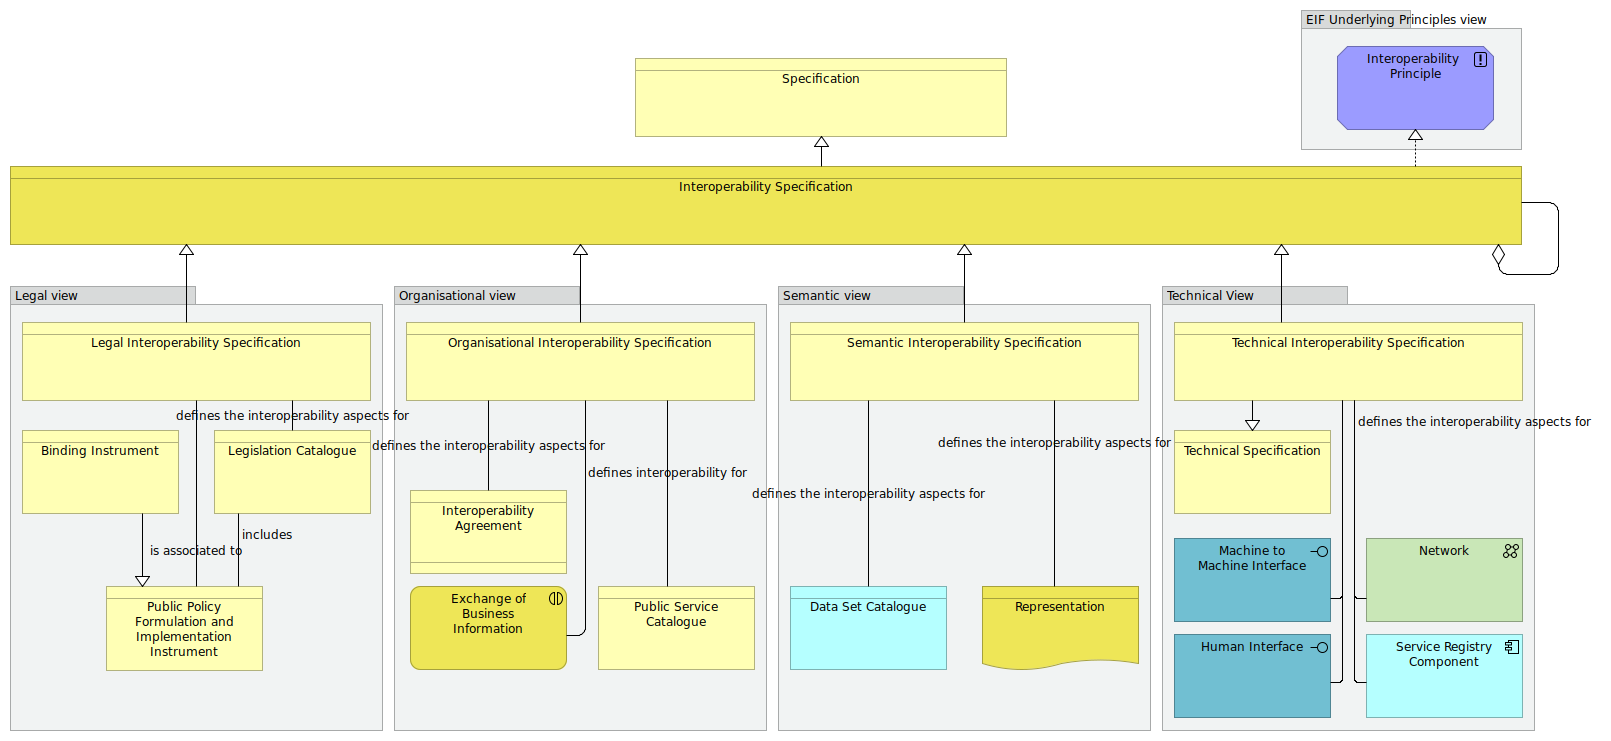 EIF Underlying Principles view
Interoperability
Principle
Specification
Interoperability Specification
Legal view
Legal Interoperability Specification
defines the interoperability aspects for
Binding Instrument
Legislation Catalogue
includes
is associated to
Public Policy
Formulation and
Implementation
Instrument
Organisational view
Organisational Interoperability Specification
defines the interoperability aspects for
defines interoperability for
Interoperability
Agreement
Exchange of
Business
Information
Public Service
Catalogue
Semantic view
Semantic Interoperability Specification
defines the interoperability aspects for
defines the interoperability aspects for
Data Set Catalogue
Representation
Technical View
Technical Interoperability Specification
defines the interoperability aspects for
Technical Specification
Machine to
Machine Interface
Network
Human Interface
Service Registry
Component